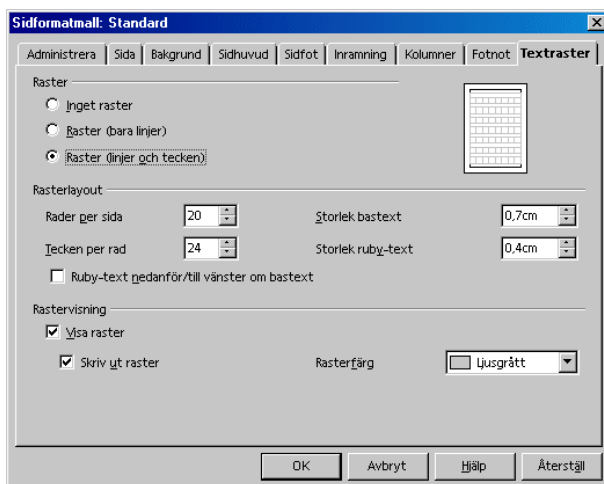 Sidformatmall: Standard
Administrera Sida Bakgrund Sidhuvud Sidfot Inramning Kolumner Fotnot Textraster
Raster
Inget raster
Raster (bara linjer)
Raster (linjer och tecken)
Rasterlayout
Rader per sida 20 Storlek bastext 0,7cm
Tecken per rad 24 Storlek ruby-text 0,4cm
Ruby-text nedanför/till vänster om bastext
Rastervisning
Visa raster
Skriv ut raster Rasterfärg Ljusgrått
OK Avbryt Hjälp Återställ